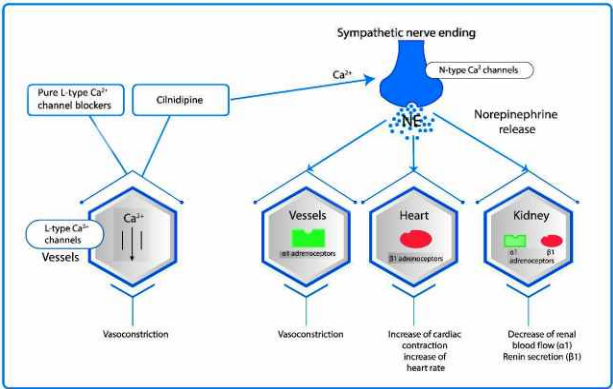 Sympathetic nerve ending
Ca²⁺
N-type Ca² channels
Pure L-type Ca²⁺
channel blockers
Cilnidipine
NE
Norepinephrine
release
L-type Ca²⁺
channels
Vessels
Ca²⁺
Vessels
α1 adrenoceptors
Heart
β1 adrenoceptors
Kidney
α1
β1
adrenoceptors
Vasoconstriction
Vasoconstriction
Increase of cardiac
contraction
increase of
heart rate
Decrease of renal
blood flow (α1)
Renin secretion (β1)